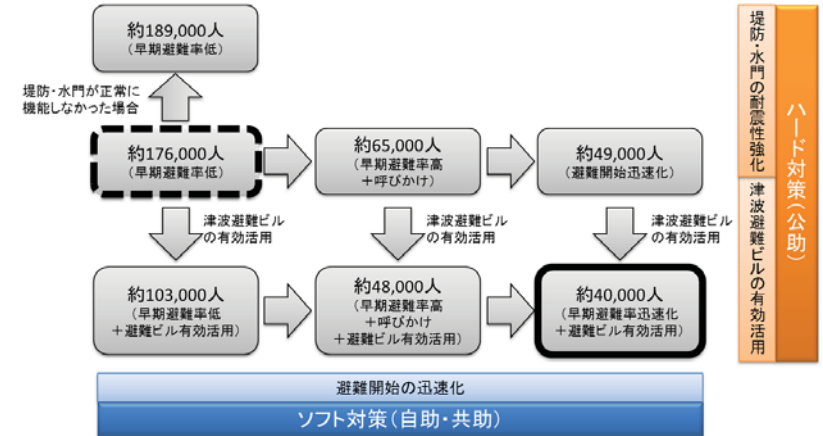 約189,000人
（早期避難率低）
堤防・水門が正常に
機能しなかった場合
約176,000人
（早期避難率低）
約65,000人
（早期避難率高
＋呼びかけ）
約49,000人
（避難開始迅速化）
津波避難ビル
の有効活用
津波避難ビル
の有効活用
津波避難ビル
の有効活用
約103,000人
（早期避難率低
＋避難ビル有効活用）
約48,000人
（早期避難率高
＋呼びかけ
＋避難ビル有効活用）
約40,000人
（早期避難率迅速化
＋避難ビル有効活用）
堤防・水門の耐震性強化
津波避難ビルの有効活用
ハード対策（公助）
避難開始の迅速化
ソフト対策（自助・共助）